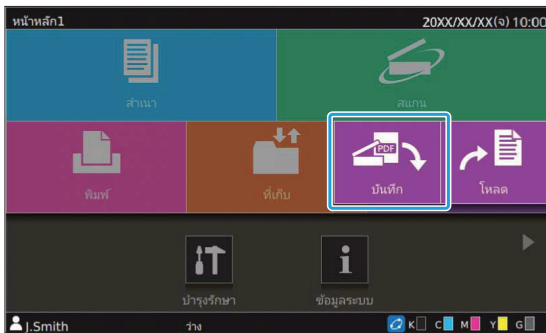 หน้าหลัก1
20XX/XX/XX(จ) 10:00
สำเนา
สแกน
พิมพ์
ที่เก็บ
PDF
บันทึก
โหลด
บำรุงรักษา
ข้อมูลระบบ
J.Smith
ว่าง
K C M Y G